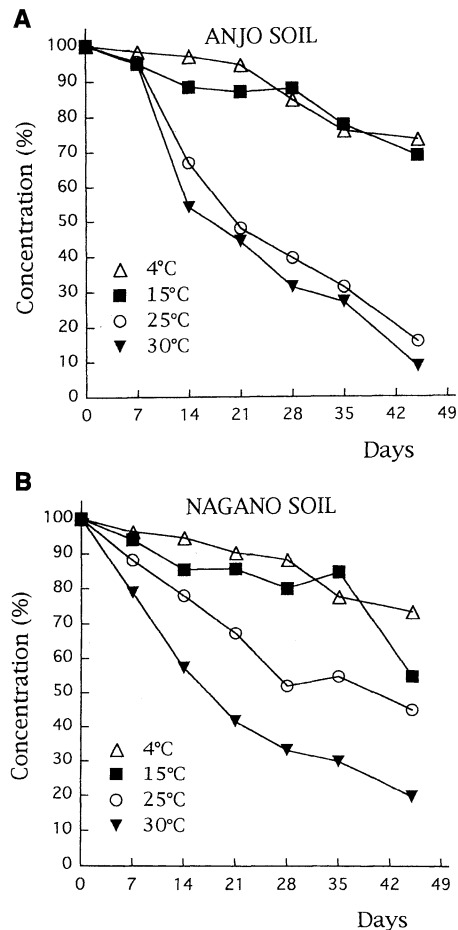 A
ANJO SOIL
Concentration (%)
100
90
80
70
60
50
40
30
20
10
0
4°C
15°C
25°C
30°C
0 7 14 21 28 35 42 49
Days
B
NAGANO SOIL
Concentration (%)
100
90
80
70
60
50
40
30
20
10
0
4°C
15°C
25°C
30°C
0 7 14 21 28 35 42 49
Days